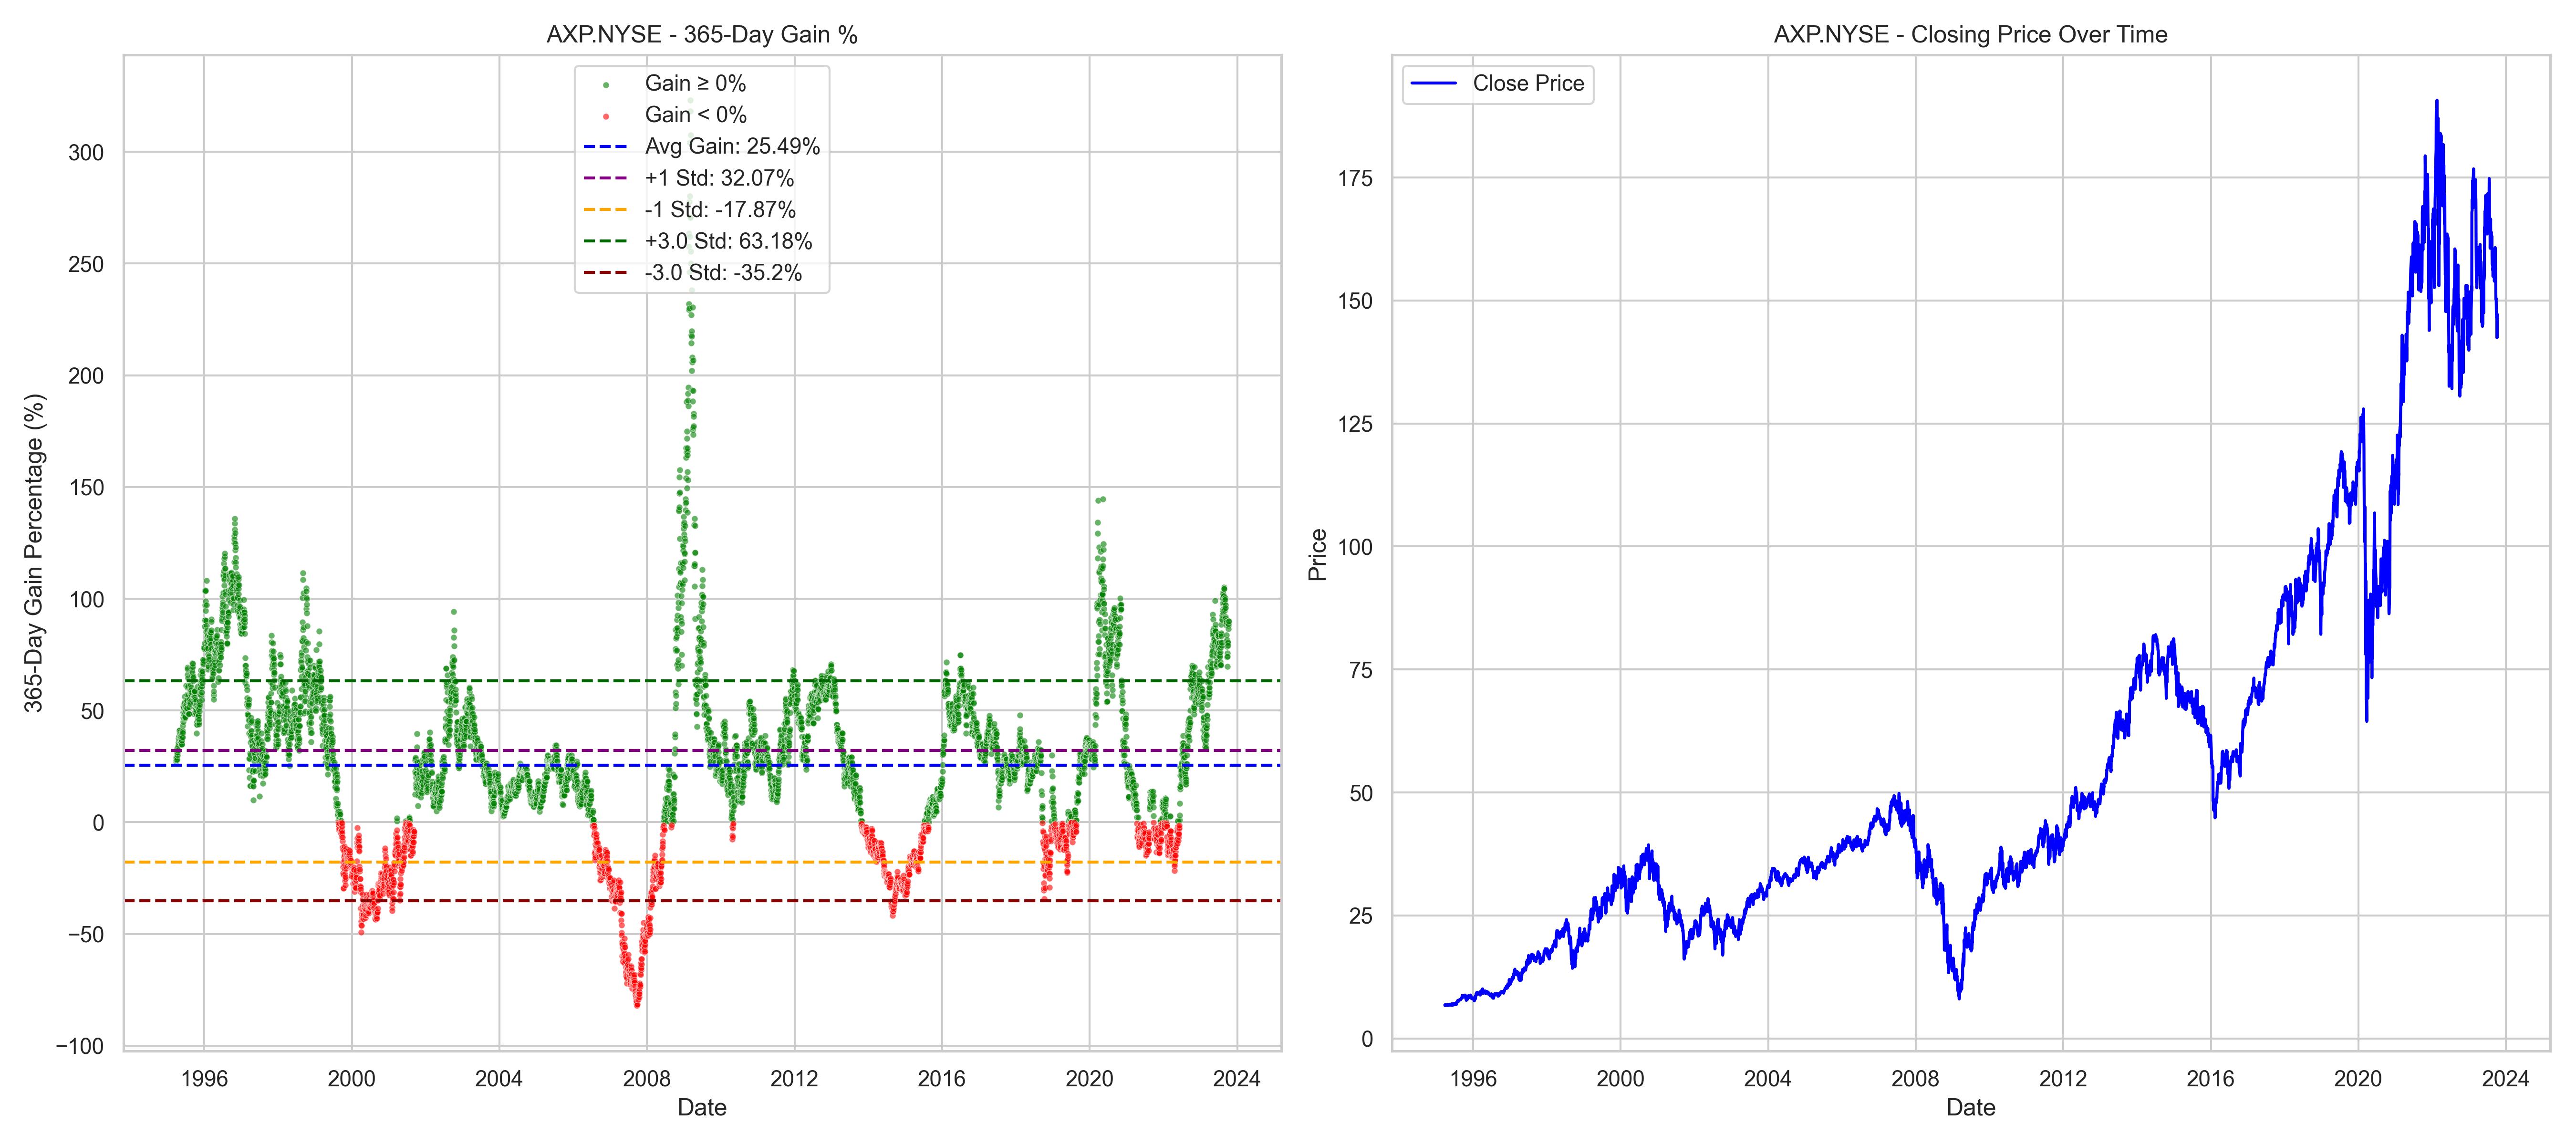 AXP.NYSE - 365-Day Gain %
Gain ≥ 0%
Gain < 0%
Avg Gain: 25.49%
+1 Std: 32.07%
-1 Std: -17.87%
+3.0 Std: 63.18%
-3.0 Std: -35.2%
365-Day Gain Percentage (%)
300
250
200
150
100
50
0
−50
−100
1996 2000 2004 2008 2012 2016 2020 2024
Date
AXP.NYSE - Closing Price Over Time
Close Price
Price
175
150
125
100
75
50
25
0
1996 2000 2004 2008 2012 2016 2020 2024
Date